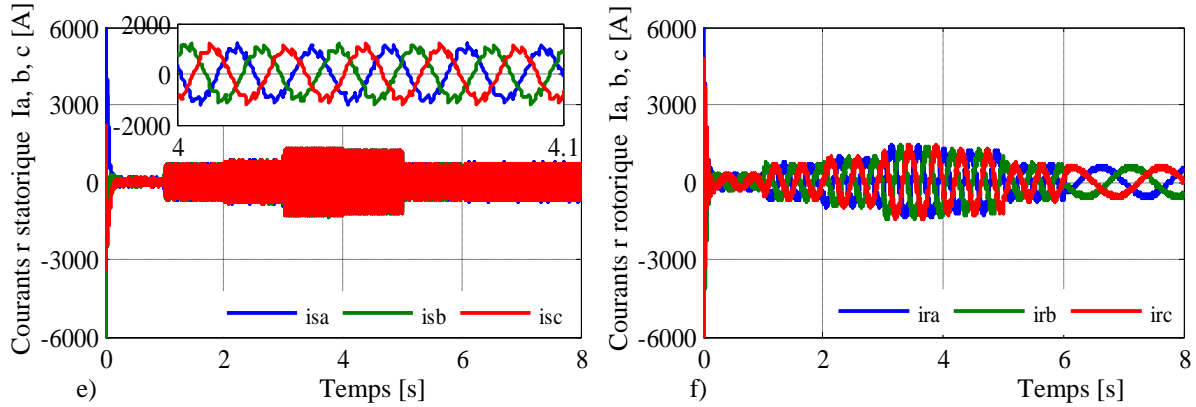 Courants r statorique Ia, b, c [A]
6000
3000
0
-3000
-6000
2000
0
-2000
4
4.1
isa
isb
isc
0
2
4
6
8
e)
Temps [s]
Courants r rotorique Ia, b, c [A]
6000
3000
0
-3000
-6000
ira
irb
irc
0
2
4
6
8
f)
Temps [s]